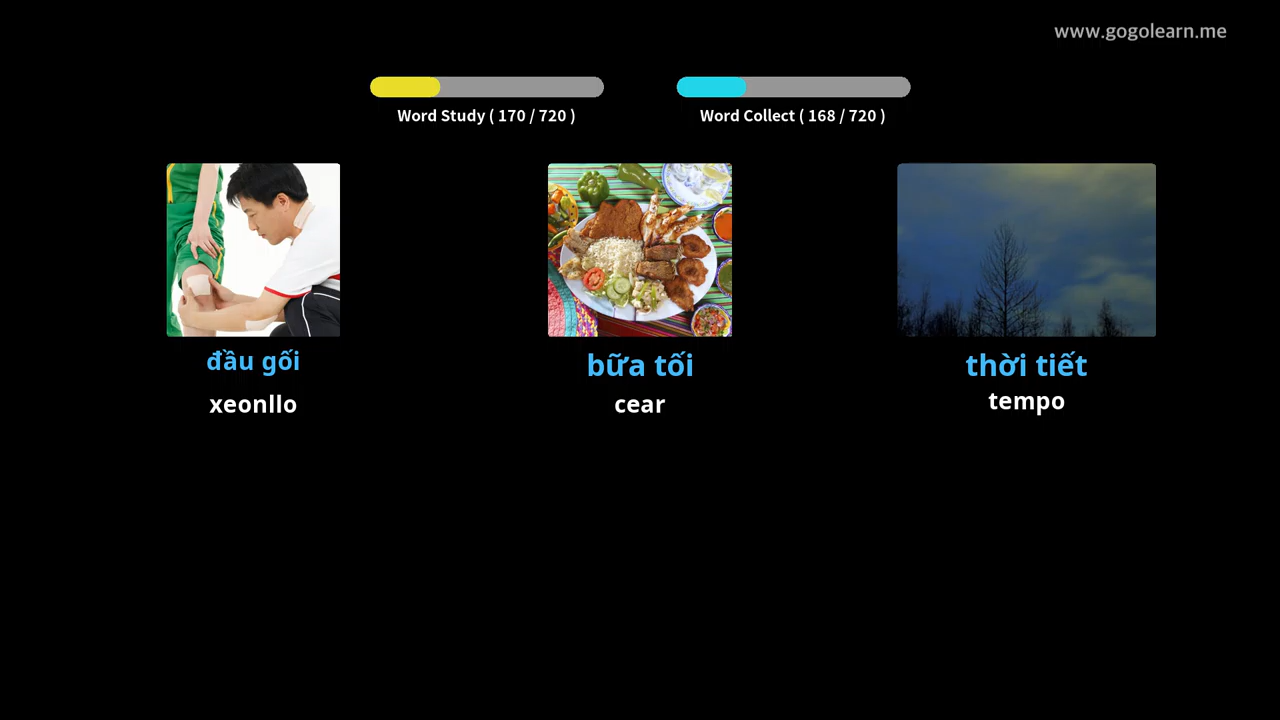 www.gogolearn.me
Word Study ( 170 / 720 )
Word Collect ( 168 / 720 )
đầu gối
bữa tối
thời tiết
xeonllo
cear
tempo